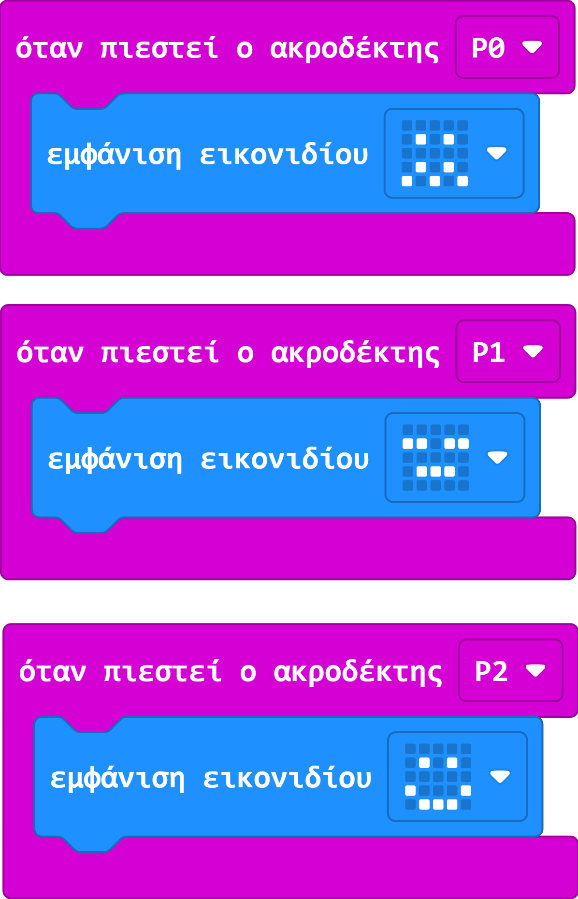 όταν πιεστεί ο ακροδέκτης P0
εμφάνιση εικονιδίου
όταν πιεστεί ο ακροδέκτης P1
εμφάνιση εικονιδίου
όταν πιεστεί ο ακροδέκτης P2
εμφάνιση εικονιδίου